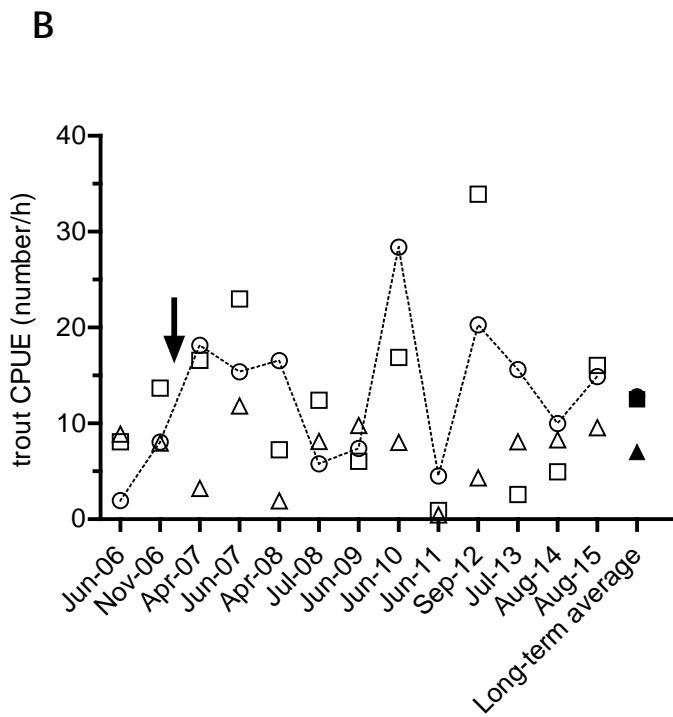 B
trout CPUE (number/h)
40
30
20
10
0
Jun-06
Nov-06
Apr-07
Jun-07
Apr-08
Jul-08
Jun-09
Jun-10
Jun-11
Sep-12
Jul-13
Aug-14
Aug-15
Long-term average